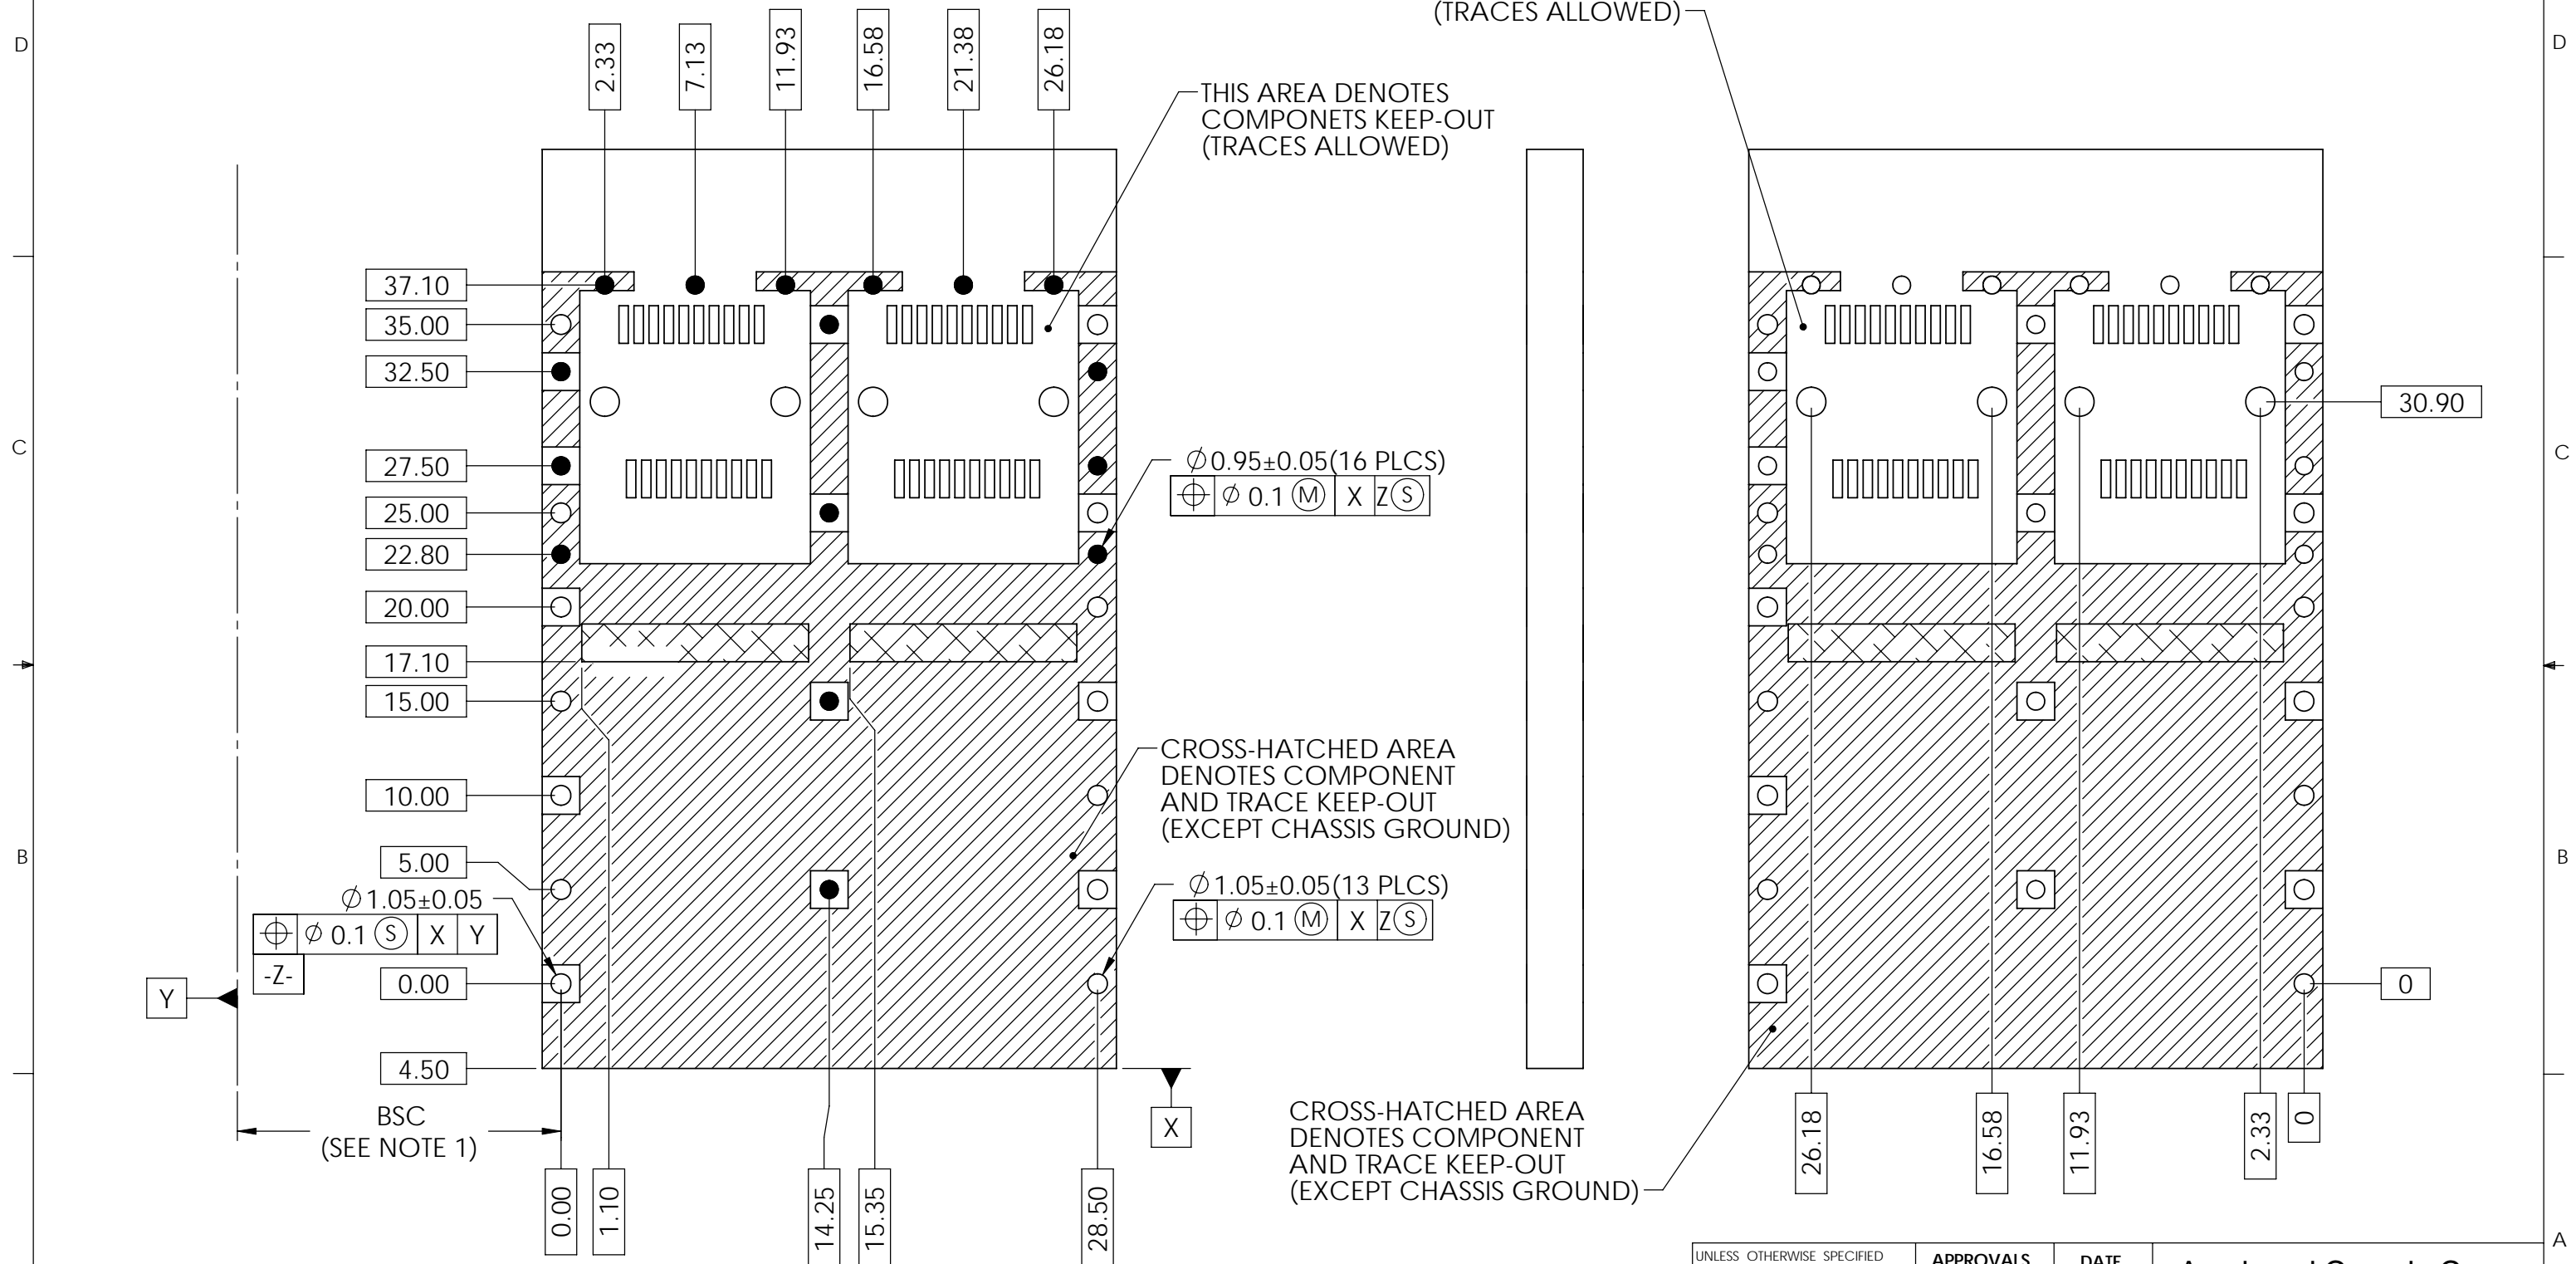 (TRACES ALLOWED)
D
D
2.33
7.13
11.93
16.58
21.38
26.18
THIS AREA DENOTES
COMPONETS KEEP-OUT
(TRACES ALLOWED)
37.10
35.00
32.50
27.50
25.00
22.80
20.00
17.10
15.00
10.00
5.00
0.00
4.50
C
C
30.90
∅0.95±0.05(16 PLCS)
⌖ ∅ 0.1 Ⓜ X ZⓈ
CROSS-HATCHED AREA
DENOTES COMPONENT
AND TRACE KEEP-OUT
(EXCEPT CHASSIS GROUND)
B
B
∅1.05±0.05
⌖ ∅ 0.1 Ⓢ X Y
-Z-
∅1.05±0.05(13 PLCS)
⌖ ∅ 0.1 Ⓜ X ZⓈ
Y
0
BSC
(SEE NOTE 1)
X
CROSS-HATCHED AREA
DENOTES COMPONENT
AND TRACE KEEP-OUT
(EXCEPT CHASSIS GROUND)
0.00
1.10
14.25
15.35
28.50
26.18
16.58
11.93
2.33
0
A
UNLESS OTHERWISE SPECIFIED
APPROVALS
DATE